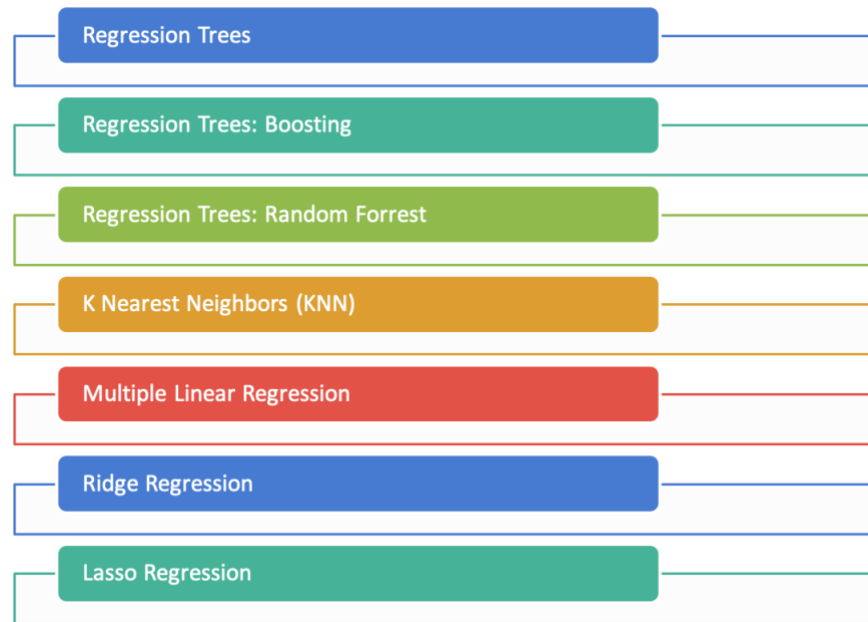 Regression Trees
Regression Trees: Boosting
Regression Trees: Random Forrest
K Nearest Neighbors (KNN)
Multiple Linear Regression
Ridge Regression
Lasso Regression